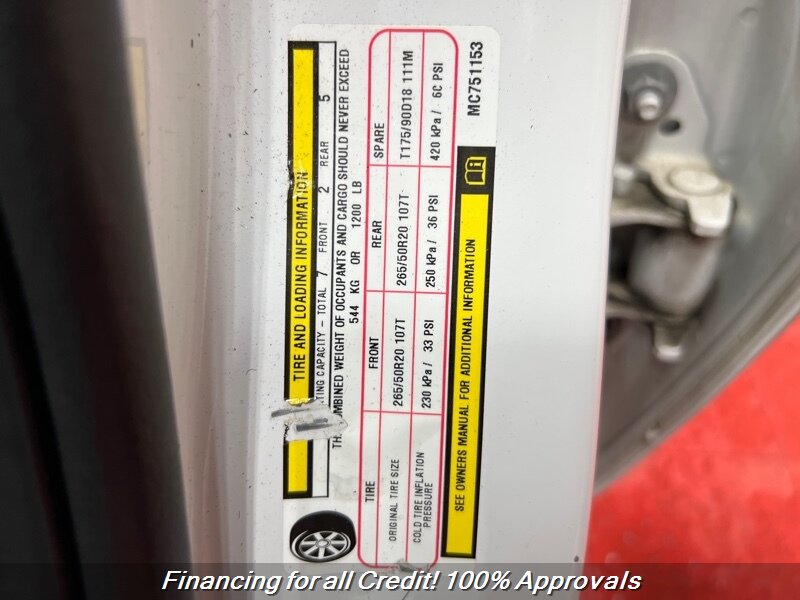 TIRE AND LOADING INFORMATION
TING CAPACITY - TOTAL 7 FRONT 2 REAR 5
COMBINED WEIGHT OF OCCUPANTS AND CARGO SHOULD NEVER EXCEED
544 KG OR 1200 LB
TIRE FRONT REAR SPARE
ORIGINAL TIRE SIZE 265/50R20 107T 265/50R20 107T T175/90D18 111M
COLD TIRE INFLATION PRESSURE 230 kPa / 33 PSI 250 kPa / 36 PSI 420 kPa / 60 PSI
SEE OWNERS MANUAL FOR ADDITIONAL INFORMATION
MC751153
Financing for all Credit! 100% Approvals